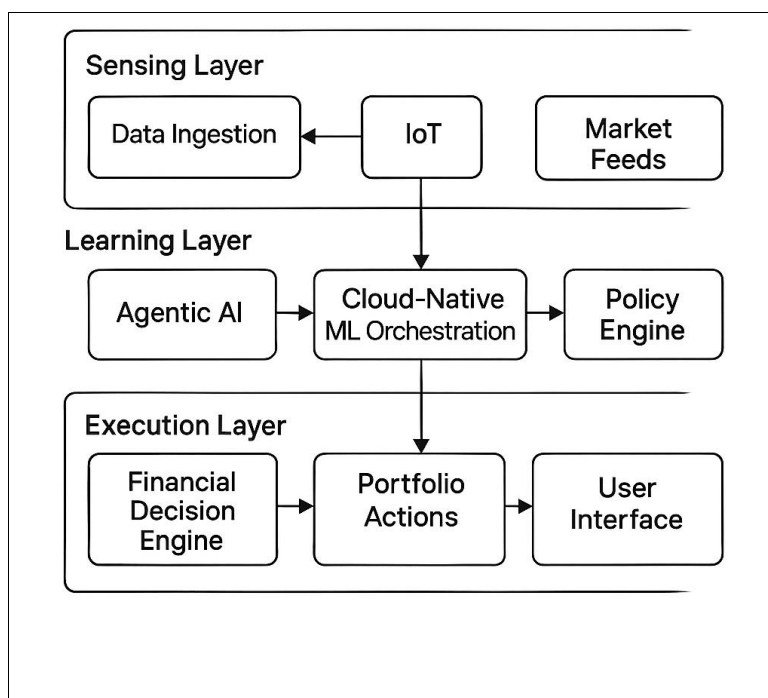 Sensing Layer
Data Ingestion
IoT
Market
Feeds
Learning Layer
Agentic AI
Cloud-Native
ML Orchestration
Policy
Engine
Execution Layer
Financial
Decision
Engine
Portfolio
Actions
User
Interface